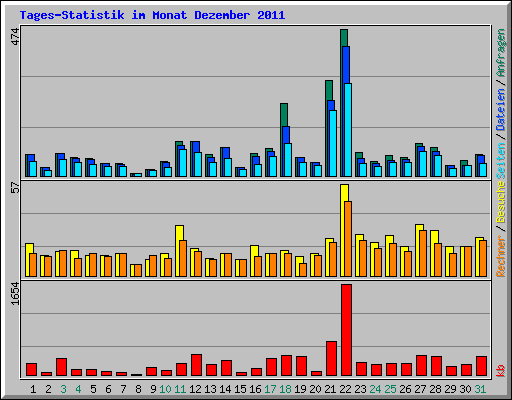 Tages-Statistik im Monat Dezember 2011
474
57
1654
Rechner / Besuche Seiten / Dateien / Anfragen
kb
1 2 3 4 5 6 7 8 9 10 11 12 13 14 15 16 17 18 19 20 21 22 23 24 25 26 27 28 29 30 31